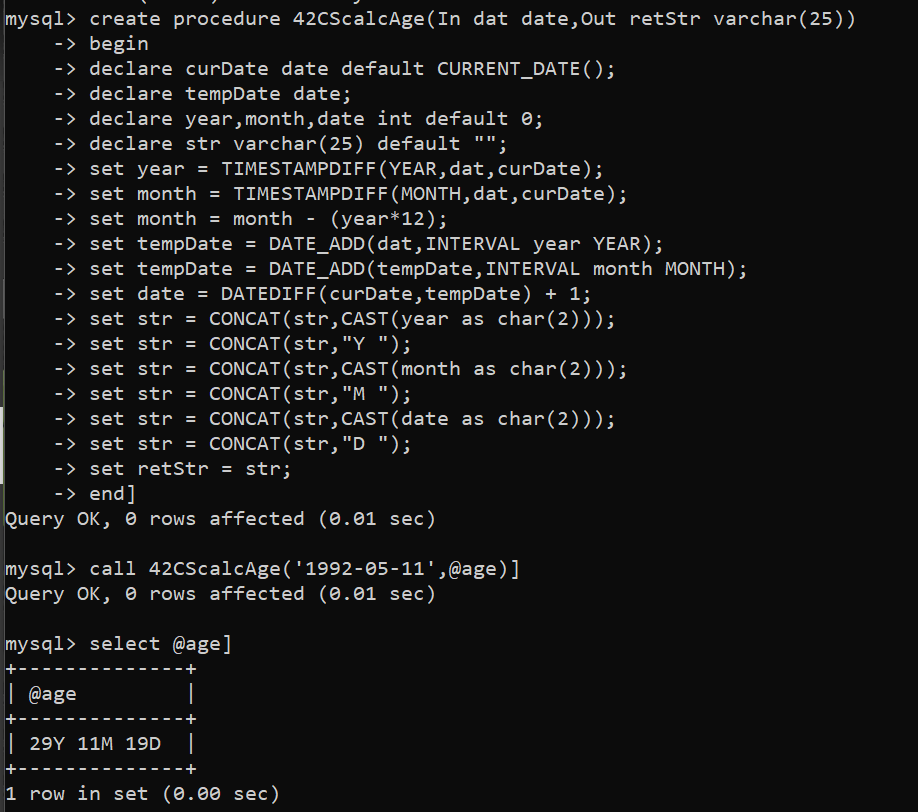 mysql> create procedure 42CScalcAge(In dat date,Out retStr varchar(25))
    -> begin
    -> declare curDate date default CURRENT_DATE();
    -> declare tempDate date;
    -> declare year,month,date int default 0;
    -> declare str varchar(25) default "";
    -> set year = TIMESTAMPDIFF(YEAR,dat,curDate);
    -> set month = TIMESTAMPDIFF(MONTH,dat,curDate);
    -> set month = month - (year*12);
    -> set tempDate = DATE_ADD(dat,INTERVAL year YEAR);
    -> set tempDate = DATE_ADD(tempDate,INTERVAL month MONTH);
    -> set date = DATEDIFF(curDate,tempDate) + 1;
    -> set str = CONCAT(str,CAST(year as char(2)));
    -> set str = CONCAT(str,"Y ");
    -> set str = CONCAT(str,CAST(month as char(2)));
    -> set str = CONCAT(str,"M ");
    -> set str = CONCAT(str,CAST(date as char(2)));
    -> set str = CONCAT(str,"D ");
    -> set retStr = str;
    -> end]
Query OK, 0 rows affected (0.01 sec)

mysql> call 42CScalcAge('1992-05-11',@age)]
Query OK, 0 rows affected (0.01 sec)

mysql> select @age]
+--------------+
| @age         |
+--------------+
| 29Y 11M 19D  |
+--------------+
1 row in set (0.00 sec)